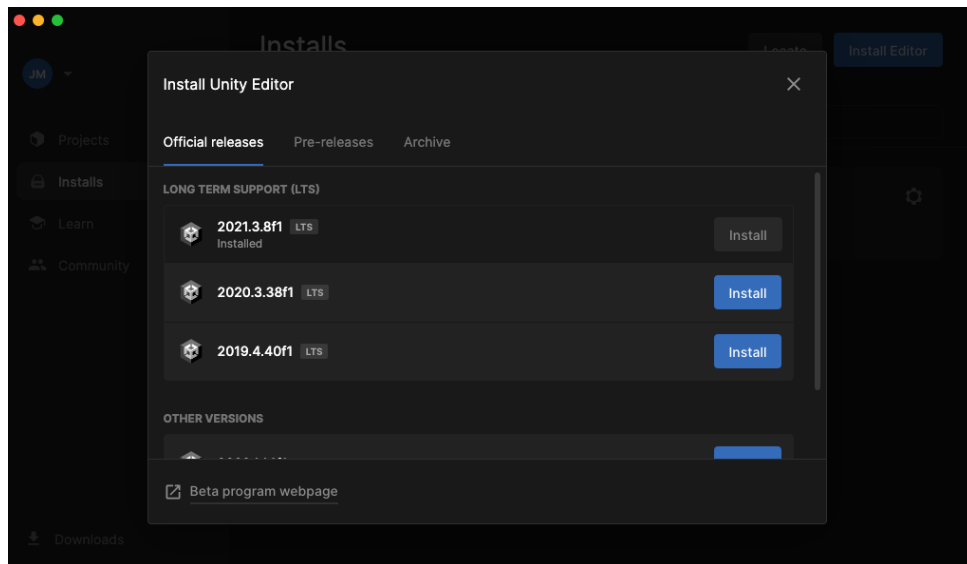 Installs
Locate
Install Editor
JM
Install Unity Editor
Projects
Official releases Pre-releases Archive
Installs
LONG TERM SUPPORT (LTS)
2021.3.8f1 LTS
Installed
Install
Learn
Community
2020.3.38f1 LTS
Install
2019.4.40f1 LTS
Install
OTHER VERSIONS
Beta program webpage
Downloads